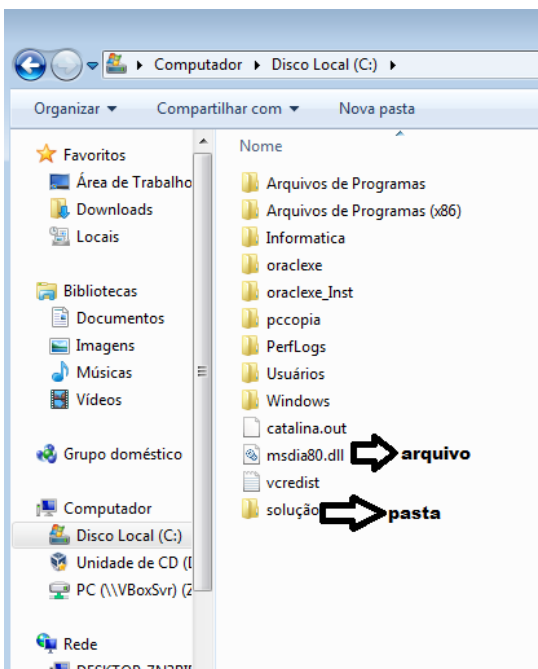 Computador Disco Local (C:)
Organizar Compartilhar com Nova pasta
Favoritos
Área de Trabalho
Downloads
Locais
Bibliotecas
Documentos
Imagens
Músicas
Vídeos
Grupo doméstico
Computador
Disco Local (C:)
Unidade de CD (
PC (\\VBoxSvr) (Z
Rede
Nome
Arquivos de Programas
Arquivos de Programas (x86)
Informatica
oraclexe
oraclexe_Inst
pccopia
PerfLogs
Usuários
Windows
catalina.out
msdia80.dll arquivo
vcredist
solução pasta